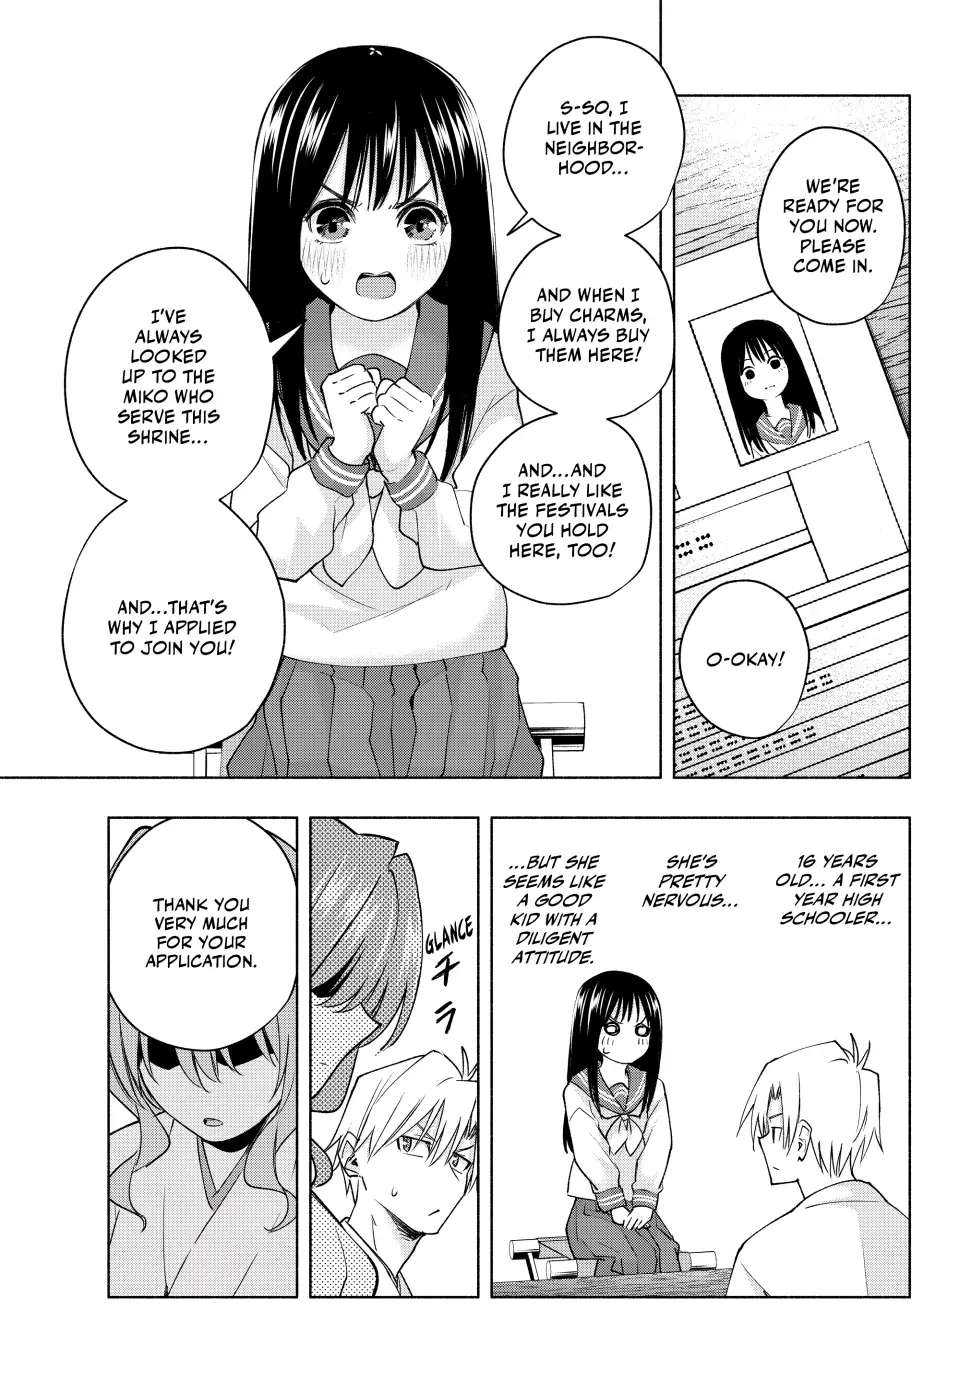 WE'RE
READY FOR
YOU NOW.
PLEASE
COME IN.
O-OKAY!
S-SO, I
LIVE IN THE
NEIGHBOR-
HOOD...
AND WHEN I
BUY CHARMS,
I ALWAYS BUY
THEM HERE!
AND...AND
I REALLY LIKE
THE FESTIVALS
YOU HOLD
HERE, TOO!
I'VE
ALWAYS
LOOKED
UP TO THE
MIKO WHO
SERVE THIS
SHRINE...
AND...THAT'S
WHY I APPLIED
TO JOIN YOU!
16 YEARS
OLD... A FIRST
YEAR HIGH
SCHOOLER...
SHE'S
PRETTY
NERVOUS...
...BUT SHE
SEEMS LIKE
A GOOD
KID WITH A
DILIGENT
ATTITUDE.
GLANCE
チラ
THANK YOU
VERY MUCH
FOR YOUR
APPLICATION.